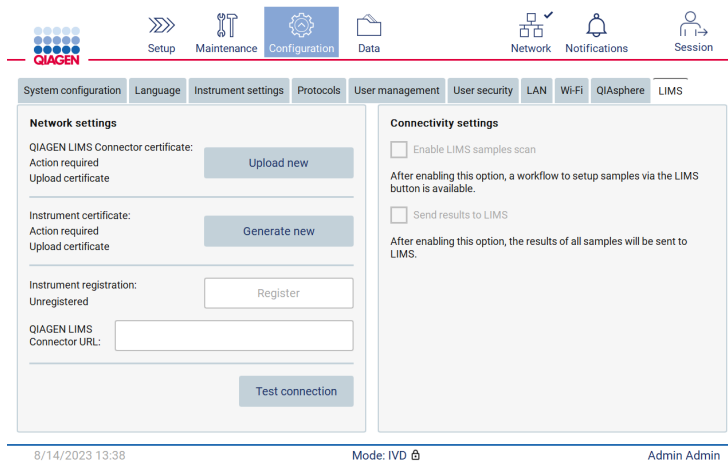 QIAGEN
Setup
Maintenance
Configuration
Data
Network
Notifications
Session
System configuration
Language
Instrument settings
Protocols
User management
User security
LAN
Wi-Fi
QIAsphere
LIMS
Network settings
QIAGEN LIMS Connector certificate:
Action required
Upload certificate
Upload new
Instrument certificate:
Action required
Upload certificate
Generate new
Instrument registration:
Unregistered
Register
QIAGEN LIMS
Connector URL:
Test connection
Connectivity settings
Enable LIMS samples scan
After enabling this option, a workflow to setup samples via the LIMS
button is available.
Send results to LIMS
After enabling this option, the results of all samples will be sent to
LIMS.
8/14/2023 13:38
Mode: IVD
Admin Admin